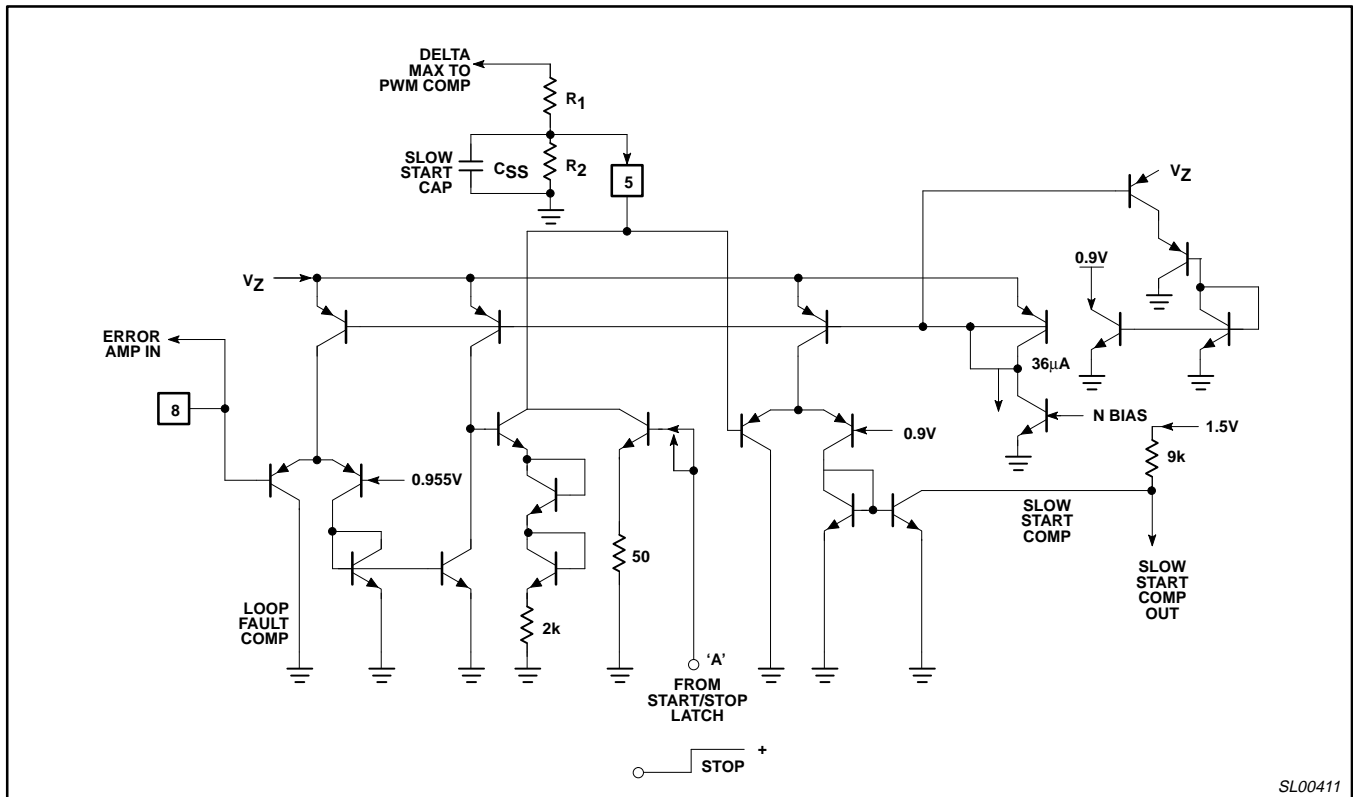 DELTA
MAX TO
PWM COMP
R1
SLOW
START
CAP
CSS
R2
5
VZ
VZ
0.9V
ERROR
AMP IN
36µA
8
N BIAS
1.5V
0.9V
9k
0.955V
SLOW
START
COMP
50
SLOW
START
COMP
OUT
LOOP
FAULT
COMP
2k
'A'
FROM
START/STOP
LATCH
+
STOP
SL00411